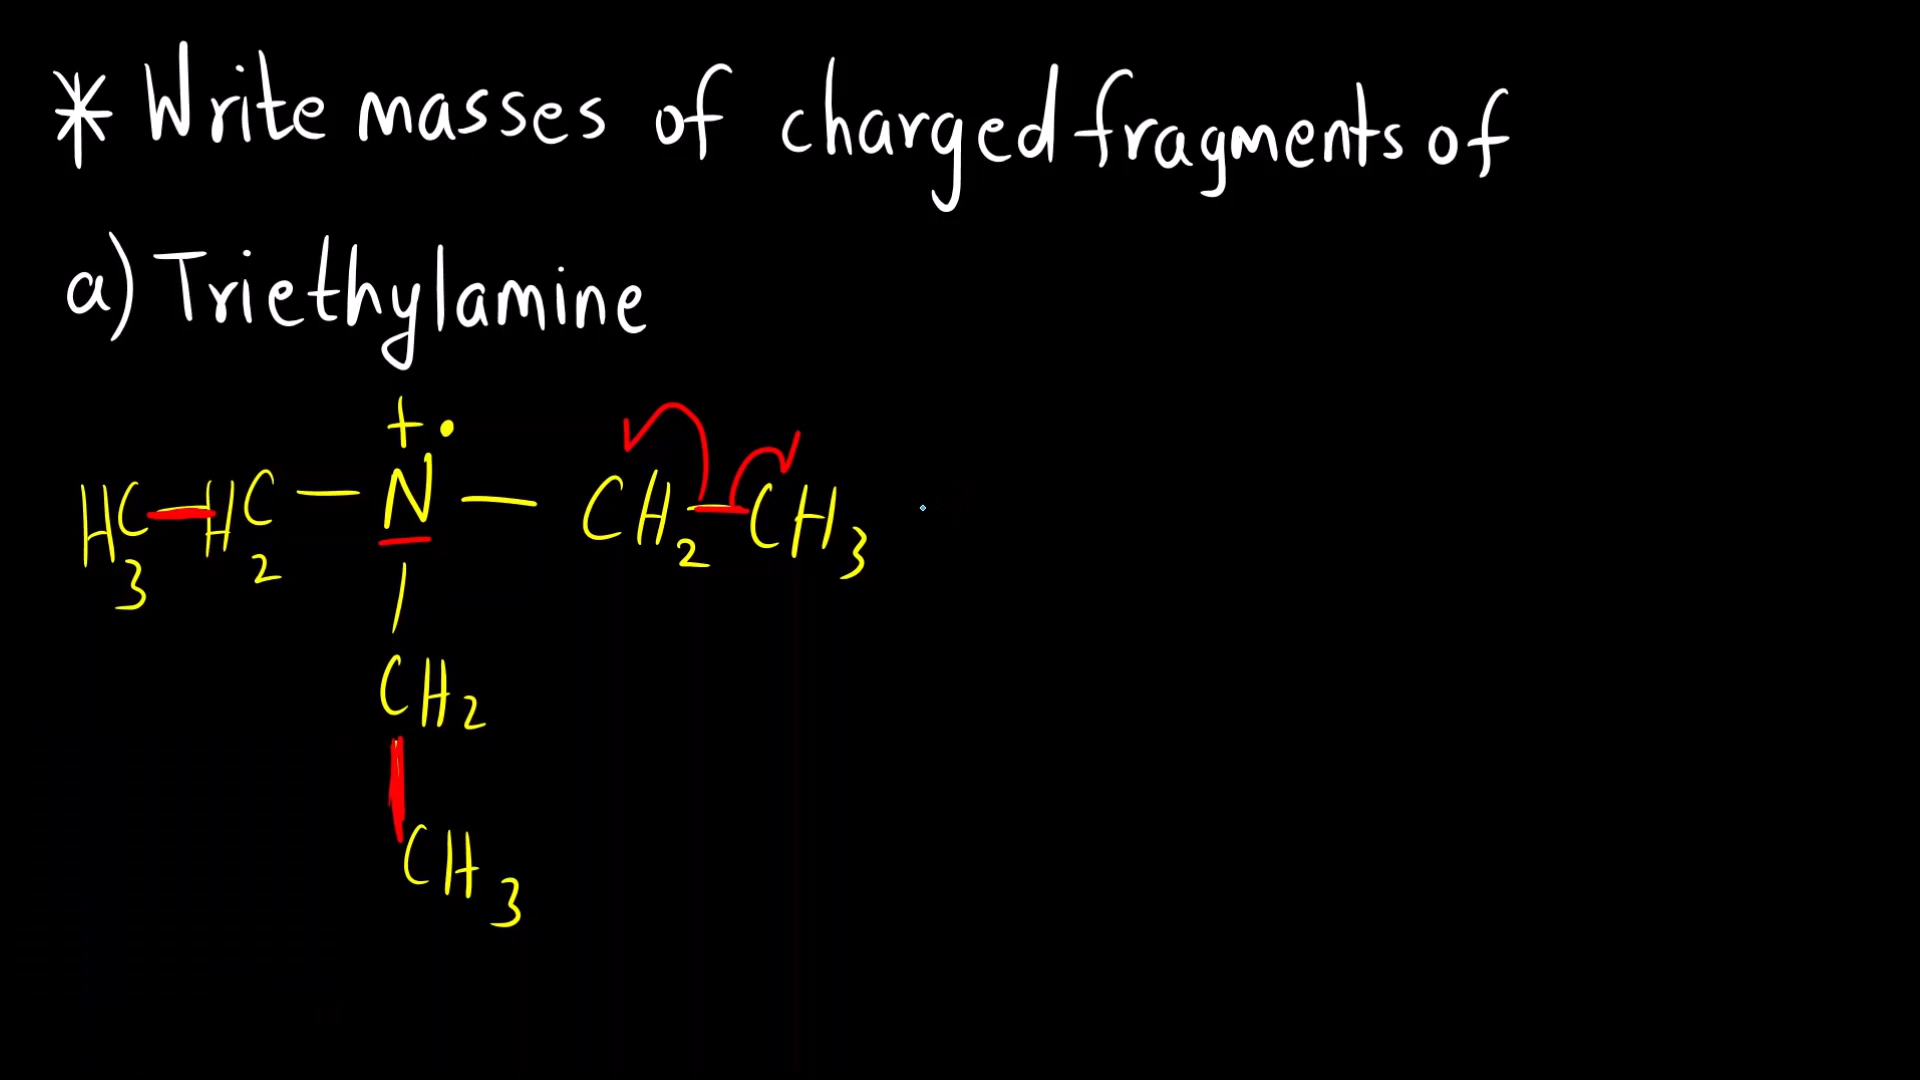 * Write masses of charged fragments of
a) Triethylamine
+•
H₃C—H₂C—N—CH₂—CH₃
CH₂
CH₃